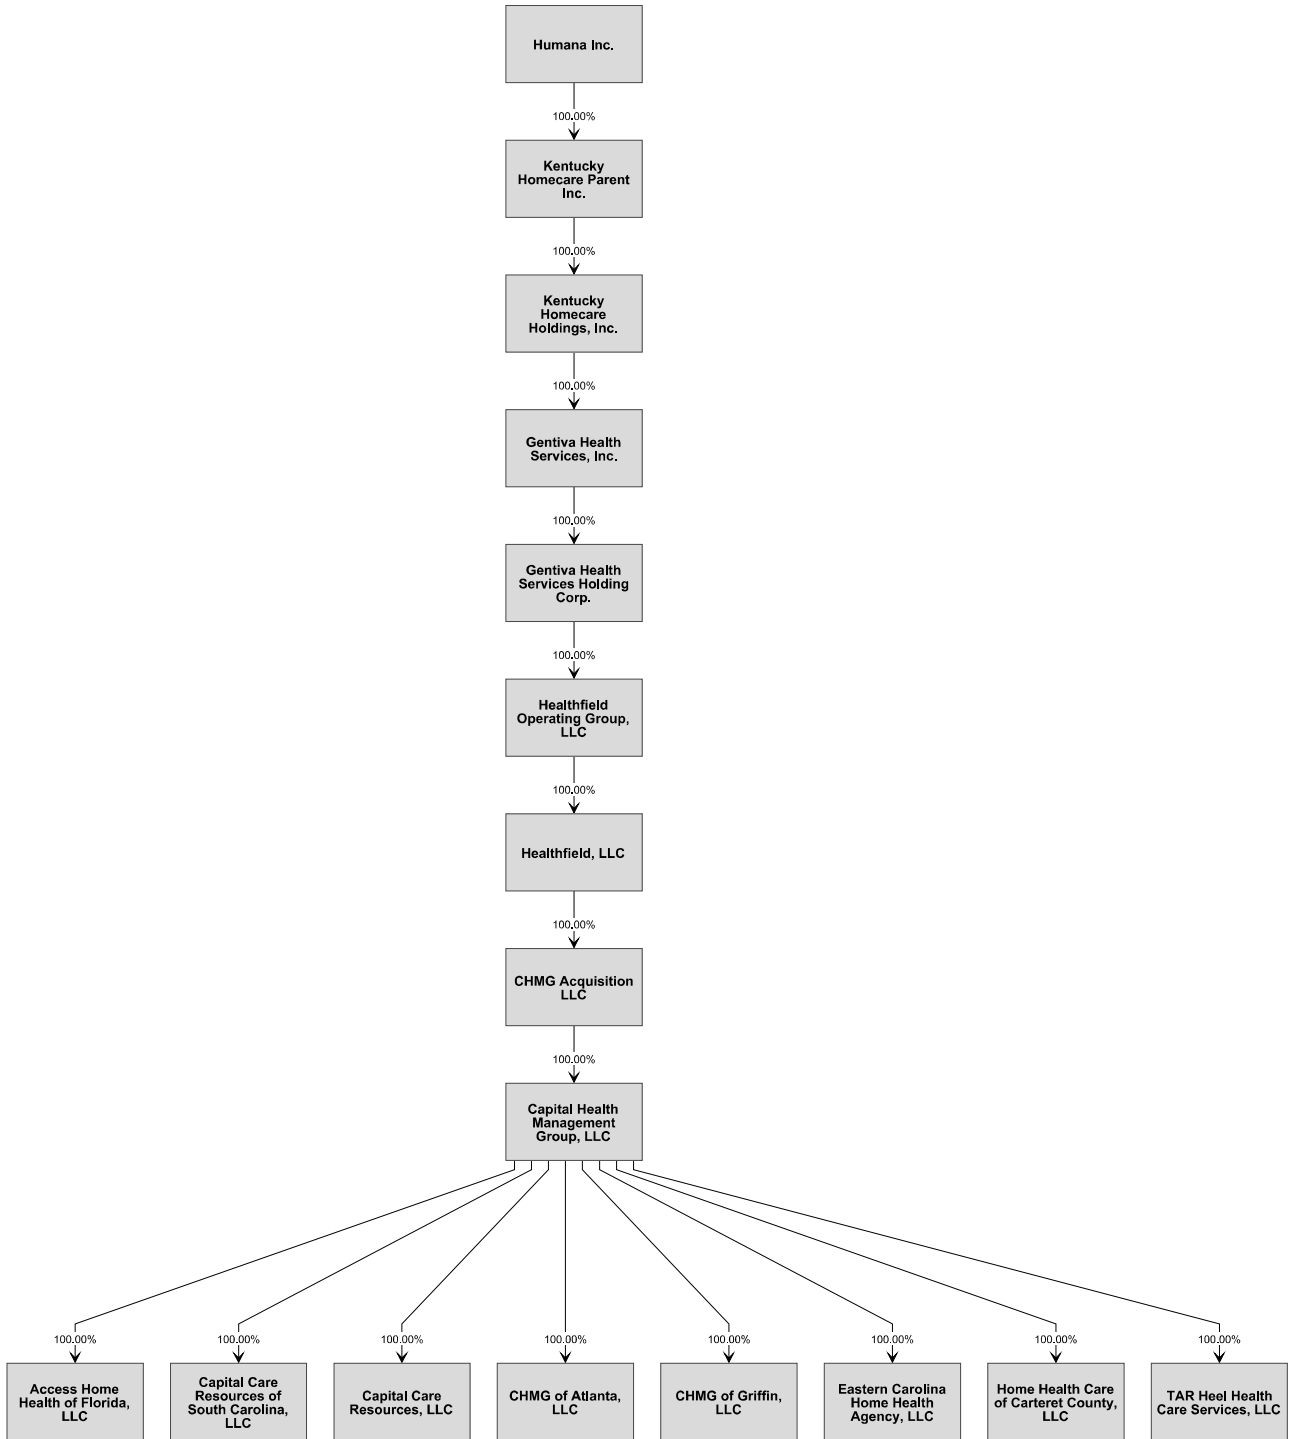 Humana Inc.
100.00%
Kentucky
Homecare Parent
Inc.
100.00%
Kentucky
Homecare
Holdings, Inc.
100.00%
Gentiva Health
Services, Inc.
100.00%
Gentiva Health
Services Holding
Corp.
100.00%
Healthfield
Operating Group,
LLC
100.00%
Healthfield, LLC
100.00%
CHMG Acquisition
LLC
100.00%
Capital Health
Management
Group, LLC
100.00%
Access Home
Health of Florida,
LLC
100.00%
Capital Care
Resources of
South Carolina,
LLC
100.00%
Capital Care
Resources, LLC
100.00%
CHMG of Atlanta,
LLC
100.00%
CHMG of Griffin,
LLC
100.00%
Eastern Carolina
Home Health
Agency, LLC
100.00%
Home Health Care
of Carteret County,
LLC
100.00%
TAR Heel Health
Care Services, LLC